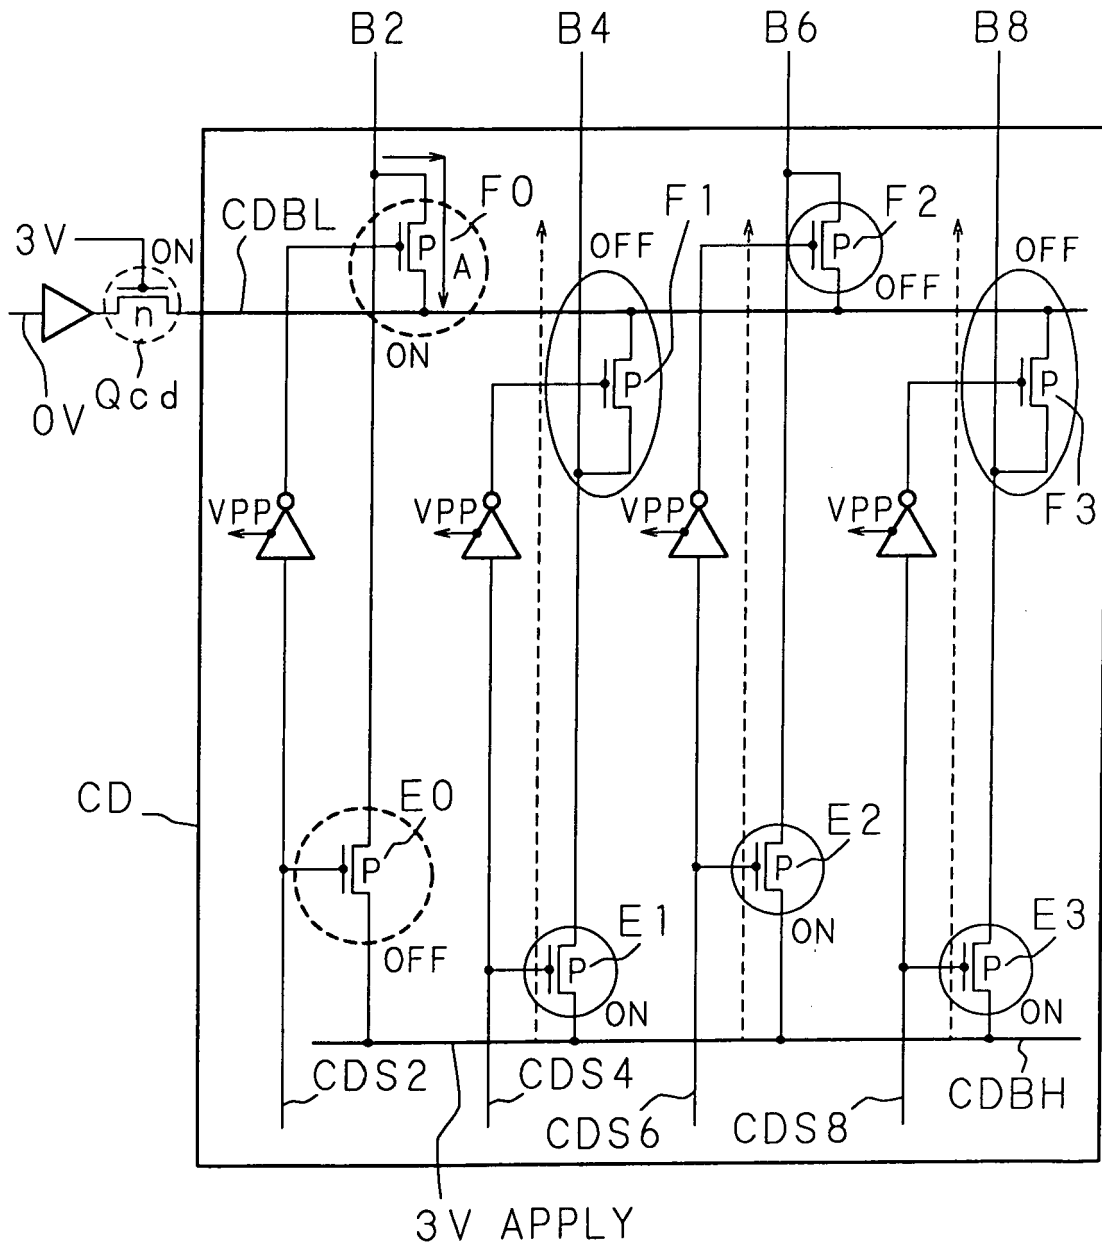 B2
B4
B6
B8
CDBL
F0
F1
F2
3V
ON
P
A
OFF
P
OFF
OFF
n
Qcd
0V
ON
P
P
F3
VPP
VPP
VPP
VPP
CD
E0
P
OFF
E1
P
ON
E2
P
ON
E3
P
ON
CDS2
CDS4
CDS6
CDS8
CDBH
3V APPLY